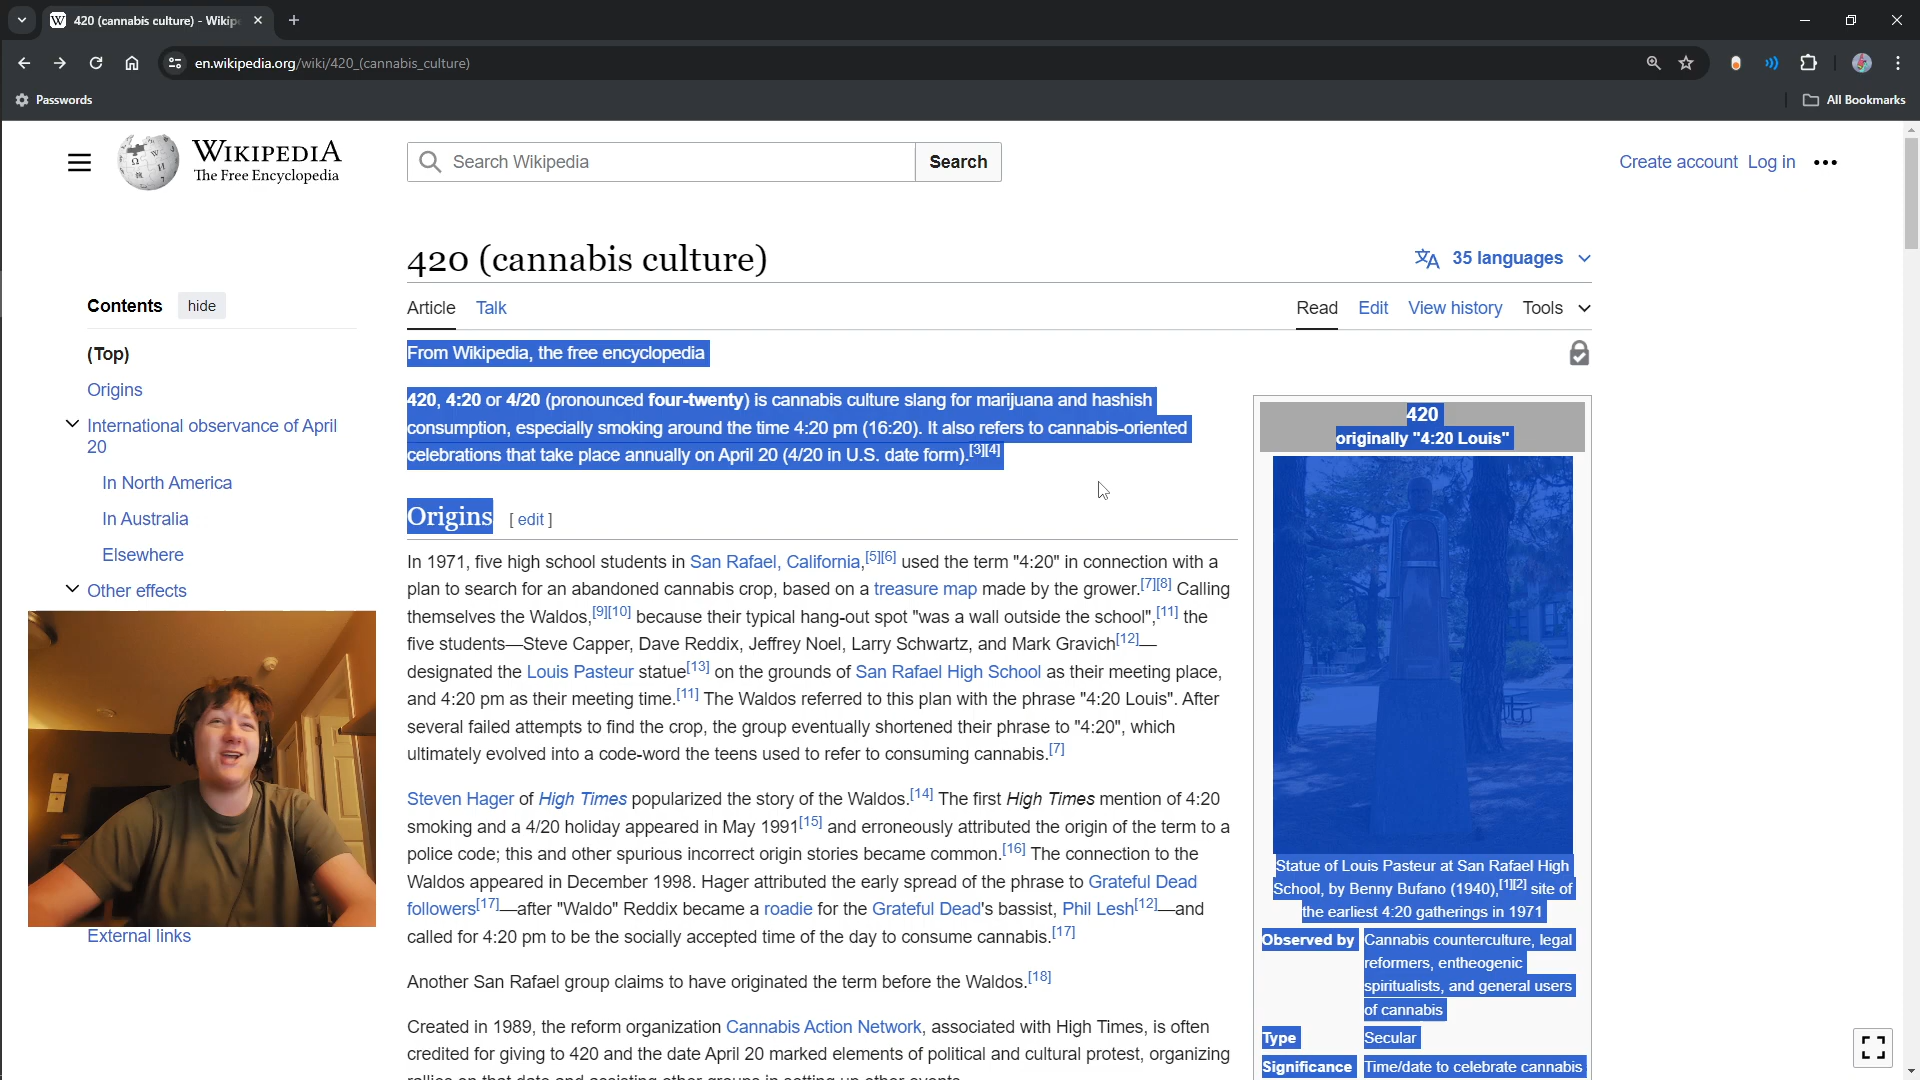 420 (cannabis culture) - Wikip
en.wikipedia.org/wiki/420_(cannabis_culture)
Passwords
All Bookmarks
WIKIPEDIA
The Free Encyclopedia
Search Wikipedia
Search
Create account Log in
420 (cannabis culture)
35 languages
Article Talk
Read Edit View history Tools
Contents hide
(Top)
Origins
International observance of April
20
In North America
In Australia
Elsewhere
Other effects
External links
From Wikipedia, the free encyclopedia
420, 4:20 or 4/20 (pronounced four-twenty) is cannabis culture slang for marijuana and hashish
consumption, especially smoking around the time 4:20 pm (16:20). It also refers to cannabis-oriented
celebrations that take place annually on April 20 (4/20 in U.S. date form).[3][4]
Origins [ edit ]
In 1971, five high school students in San Rafael, California,[5][6] used the term "4:20" in connection with a
plan to search for an abandoned cannabis crop, based on a treasure map made by the grower.[7][8] Calling
themselves the Waldos,[9][10] because their typical hang-out spot "was a wall outside the school",[11] the
five students—Steve Capper, Dave Reddix, Jeffrey Noel, Larry Schwartz, and Mark Gravich[12]—
designated the Louis Pasteur statue[13] on the grounds of San Rafael High School as their meeting place,
and 4:20 pm as their meeting time.[11] The Waldos referred to this plan with the phrase "4:20 Louis". After
several failed attempts to find the crop, the group eventually shortened their phrase to "4:20", which
ultimately evolved into a code-word the teens used to refer to consuming cannabis.[7]
Steven Hager of High Times popularized the story of the Waldos.[14] The first High Times mention of 4:20
smoking and a 4/20 holiday appeared in May 1991[15] and erroneously attributed the origin of the term to a
police code; this and other spurious incorrect origin stories became common.[16] The connection to the
Waldos appeared in December 1998. Hager attributed the early spread of the phrase to Grateful Dead
followers[17]—after "Waldo" Reddix became a roadie for the Grateful Dead's bassist, Phil Lesh[12]—and
called for 4:20 pm to be the socially accepted time of the day to consume cannabis.[17]
Another San Rafael group claims to have originated the term before the Waldos.[18]
Created in 1989, the reform organization Cannabis Action Network, associated with High Times, is often
credited for giving to 420 and the date April 20 marked elements of political and cultural protest, organizing
420
originally "4:20 Louis"
Statue of Louis Pasteur at San Rafael High
School, by Benny Bufano (1940),[1][2] site of
the earliest 4:20 gatherings in 1971
Observed by Cannabis counterculture, legal
reformers, entheogenic
spiritualists, and general users
of cannabis
Type Secular
Significance Time/date to celebrate cannabis